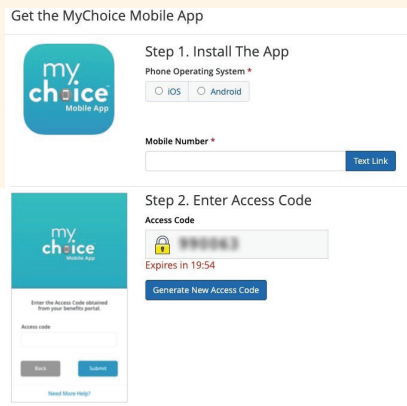 Get the MyChoice Mobile App
my
choice
Mobile App
Step 1. Install The App
Phone Operating System *
iOS
Android
Mobile Number *
Text Link
my
choice
Mobile App
Enter the Access Code obtained
from your benefits portal.
Access code
Back
Submit
Need More Help?
Step 2. Enter Access Code
Access Code
Expires in 19:54
Generate New Access Code